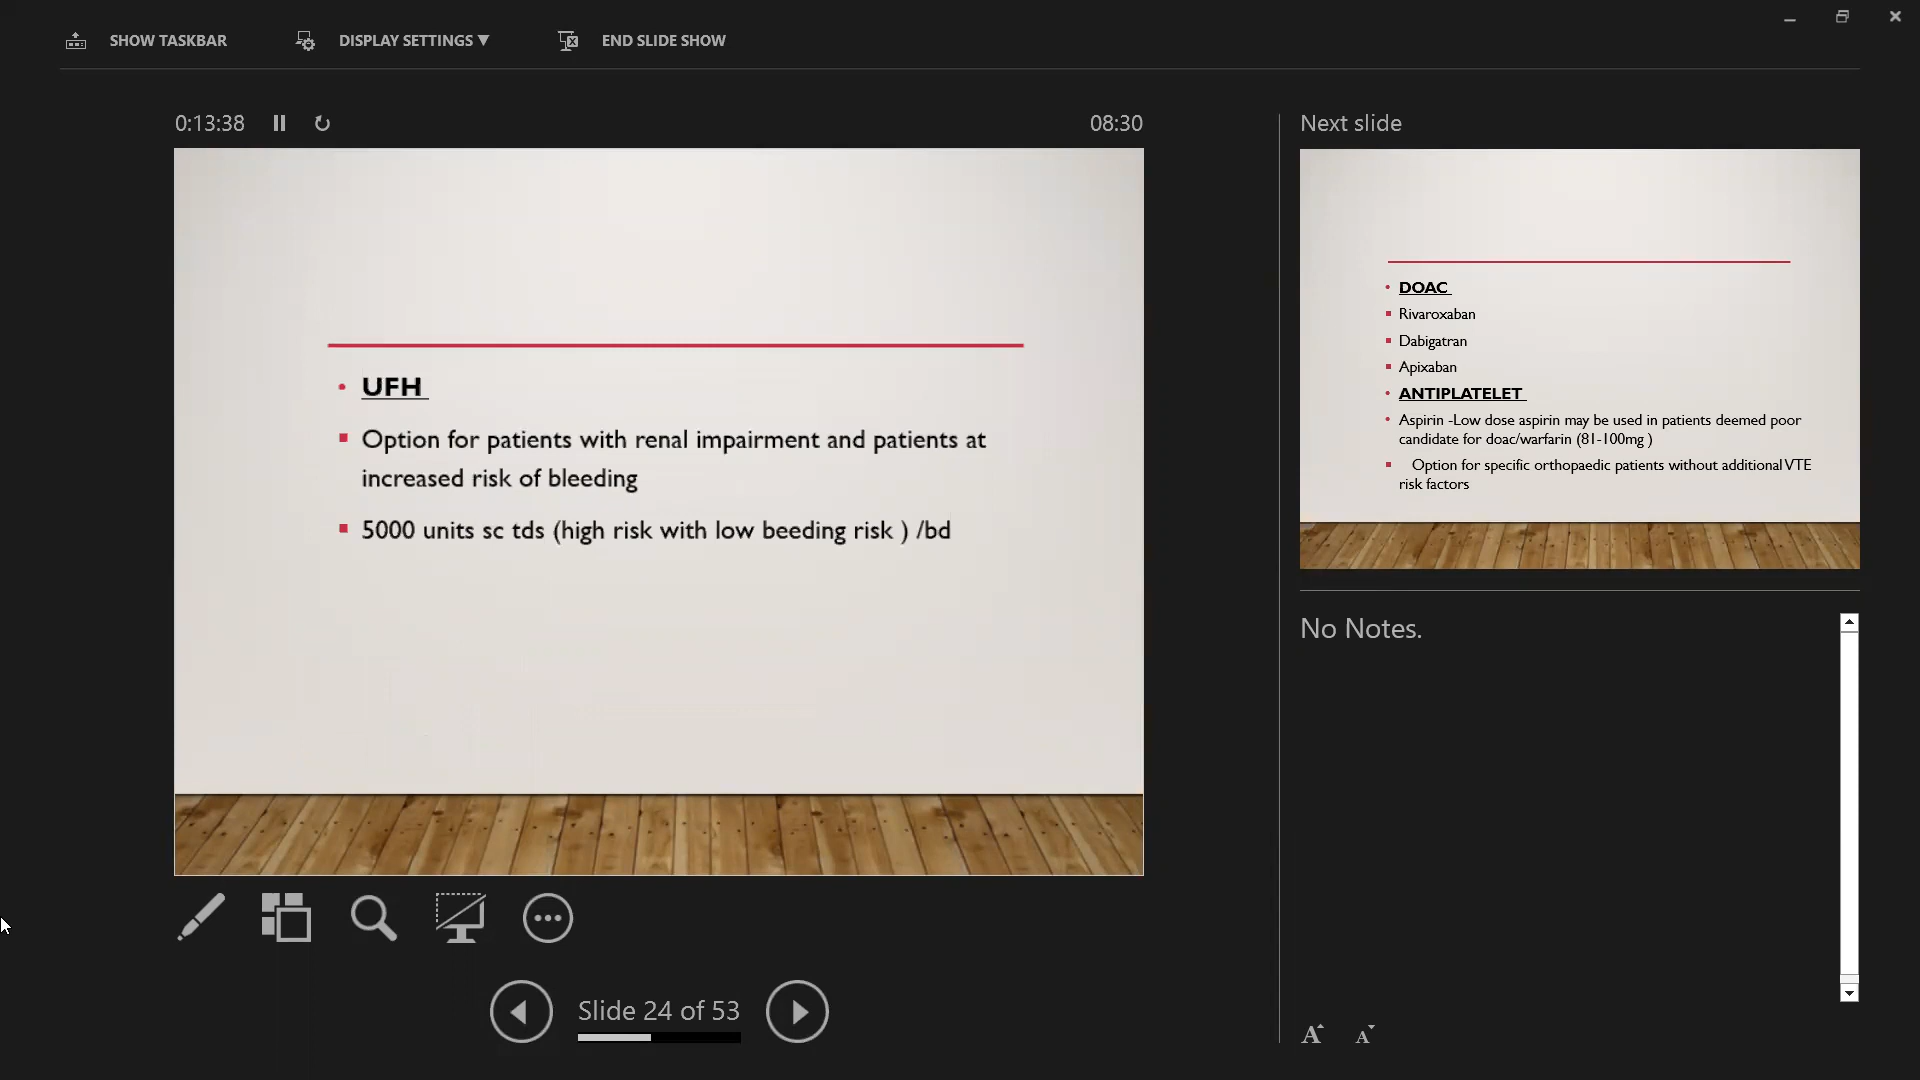 SHOW TASKBAR
DISPLAY SETTINGS ▼
END SLIDE SHOW
0:13:38
08:30
• UFH
▪ Option for patients with renal impairment and patients at
increased risk of bleeding
▪ 5000 units sc tds (high risk with low beeding risk ) /bd
Slide 24 of 53
Next slide
• DOAC
▪ Rivaroxaban
▪ Dabigatran
▪ Apixaban
• ANTIPLATELET
• Aspirin -Low dose aspirin may be used in patients deemed poor
candidate for doac/warfarin (81-100mg )
▪ Option for specific orthopaedic patients without additional VTE
risk factors
No Notes.
A A